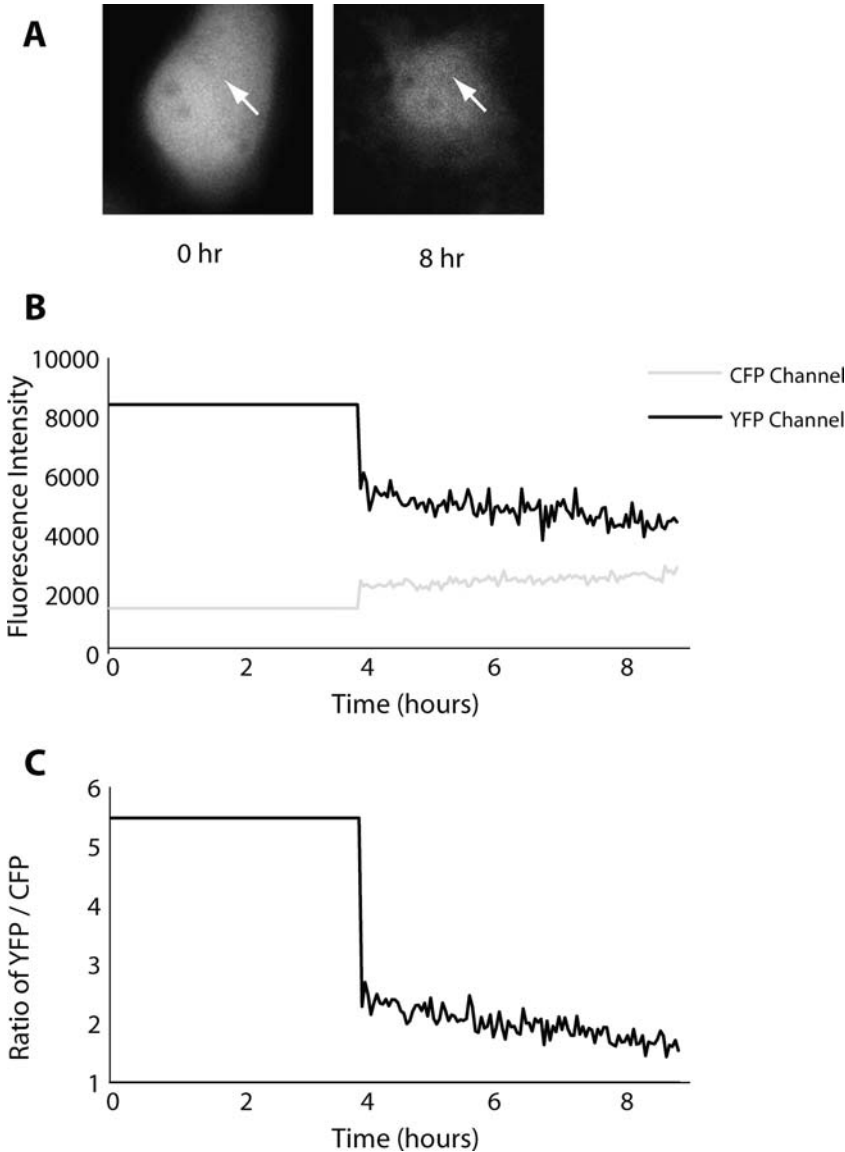 A
0 hr 8 hr
B
Fluorescence Intensity
10000
8000
6000
4000
2000
0
CFP Channel
YFP Channel
0 2 4 6 8
Time (hours)
C
Ratio of YFP / CFP
6
5
4
3
2
1
0 2 4 6 8
Time (hours)